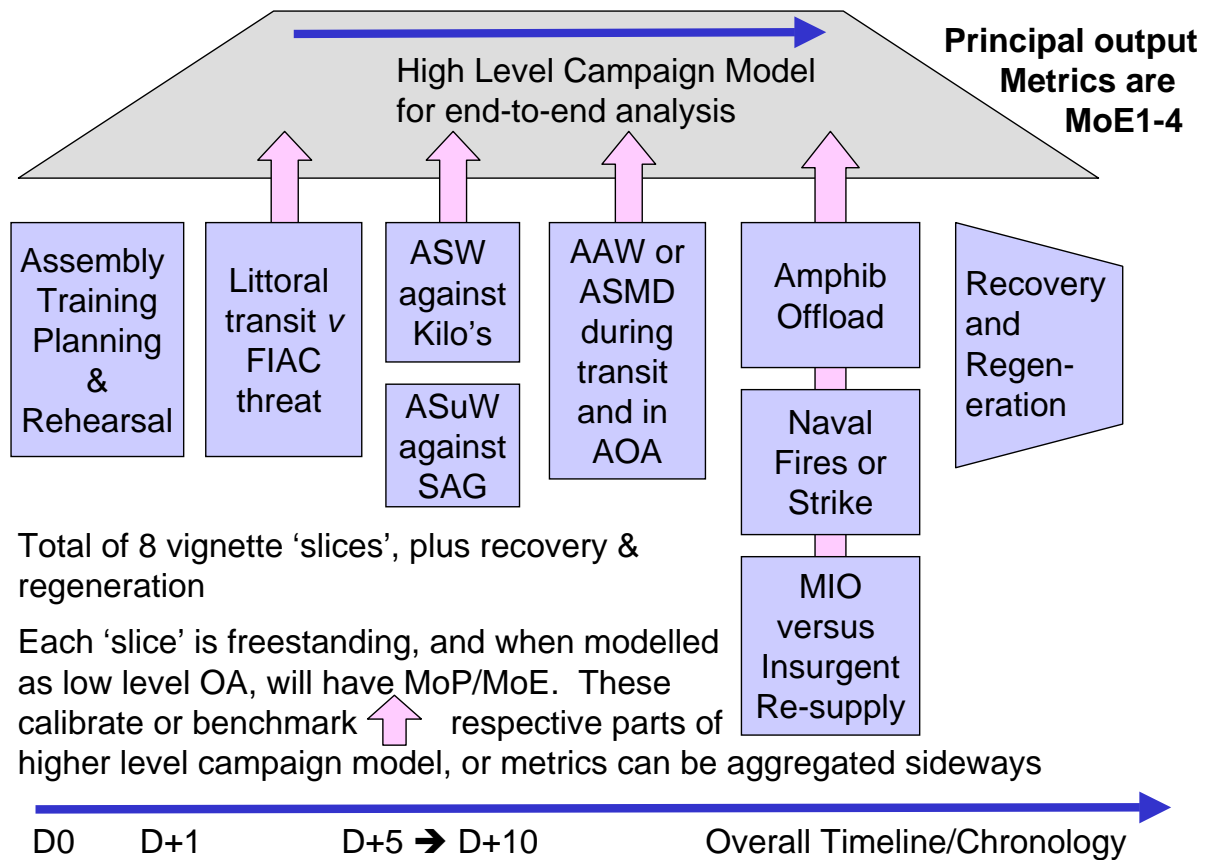 Principal output
Metrics are
MoE1-4
High Level Campaign Model
for end-to-end analysis
Assembly
Training
Planning
&
Rehearsal
Littoral
transit v
FIAC
threat
ASW
against
Kilo's
ASuW
against
SAG
AAW or
ASMD
during
transit
and in
AOA
Amphib
Offload
Naval
Fires or
Strike
MIO
versus
Insurgent
Re-supply
Recovery
and
Regen-
eration
Total of 8 vignette ‘slices’, plus recovery &
regeneration
Each ‘slice’ is freestanding, and when modelled
as low level OA, will have MoP/MoE. These
calibrate or benchmark respective parts of
higher level campaign model, or metrics can be aggregated sideways
D0 D+1 D+5 ➔ D+10 Overall Timeline/Chronology